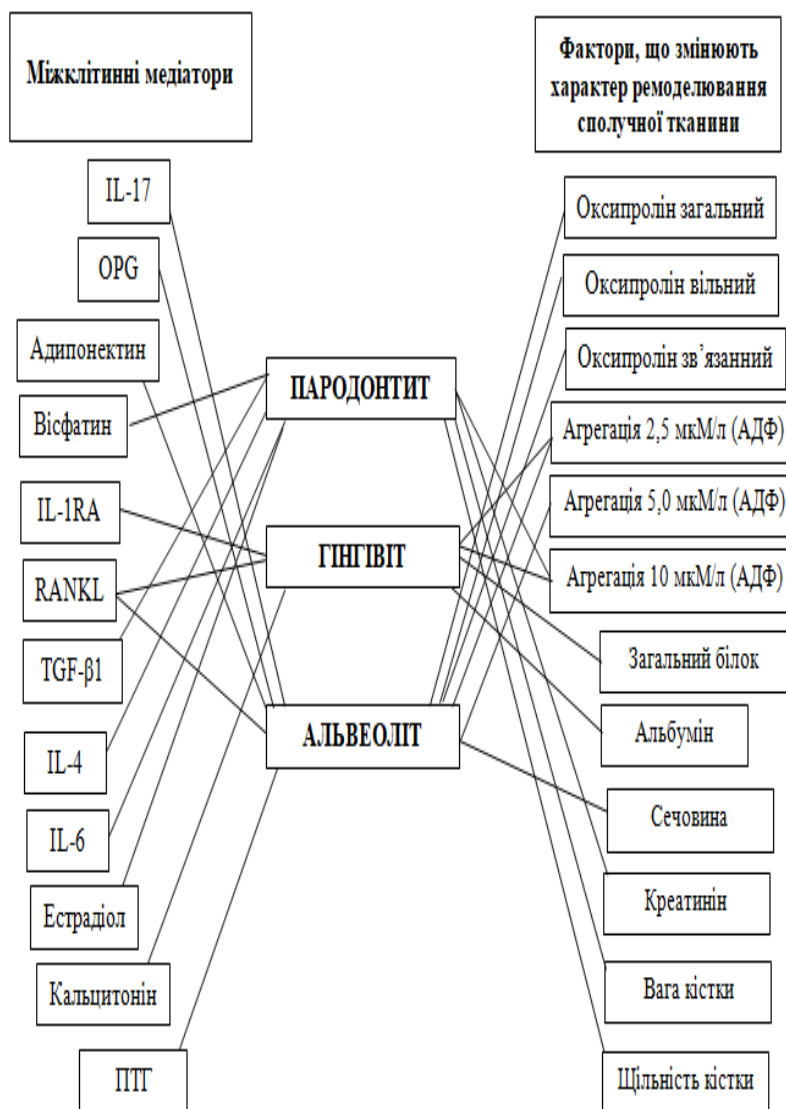 Міжклітинні медіатори
Фактори, що змінюють
характер ремоделювання
сполучної тканини
IL-17
OPG
Адипонектин
Вісфатин
IL-1RA
RANKL
TGF-β1
IL-4
IL-6
Естрадіол
Кальцитонін
ПТГ
ПАРОДОНТИТ
ГІНГІВІТ
АЛЬВЕОЛІТ
Оксипролін загальний
Оксипролін вільний
Оксипролін зв’язанний
Агрегація 2,5 мкМ/л (АДФ)
Агрегація 5,0 мкМ/л (АДФ)
Агрегація 10 мкМ/л (АДФ)
Загальний білок
Альбумін
Сечовина
Креатинін
Вага кістки
Щільність кістки